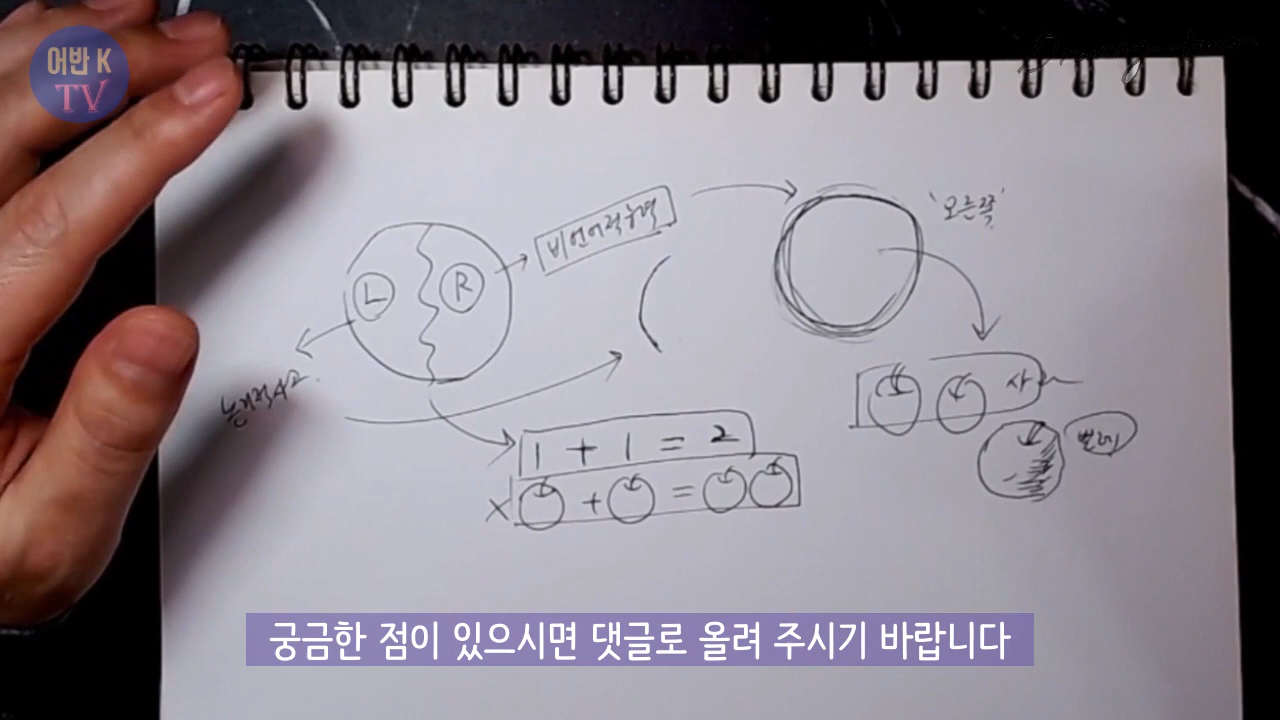 어반 K
TV
비언어적능력
'오른쪽'
L
R
논리적사고
1 + 1 = 2
x
+ =
벌레
궁금한 점이 있으시면 댓글로 올려 주시기 바랍니다